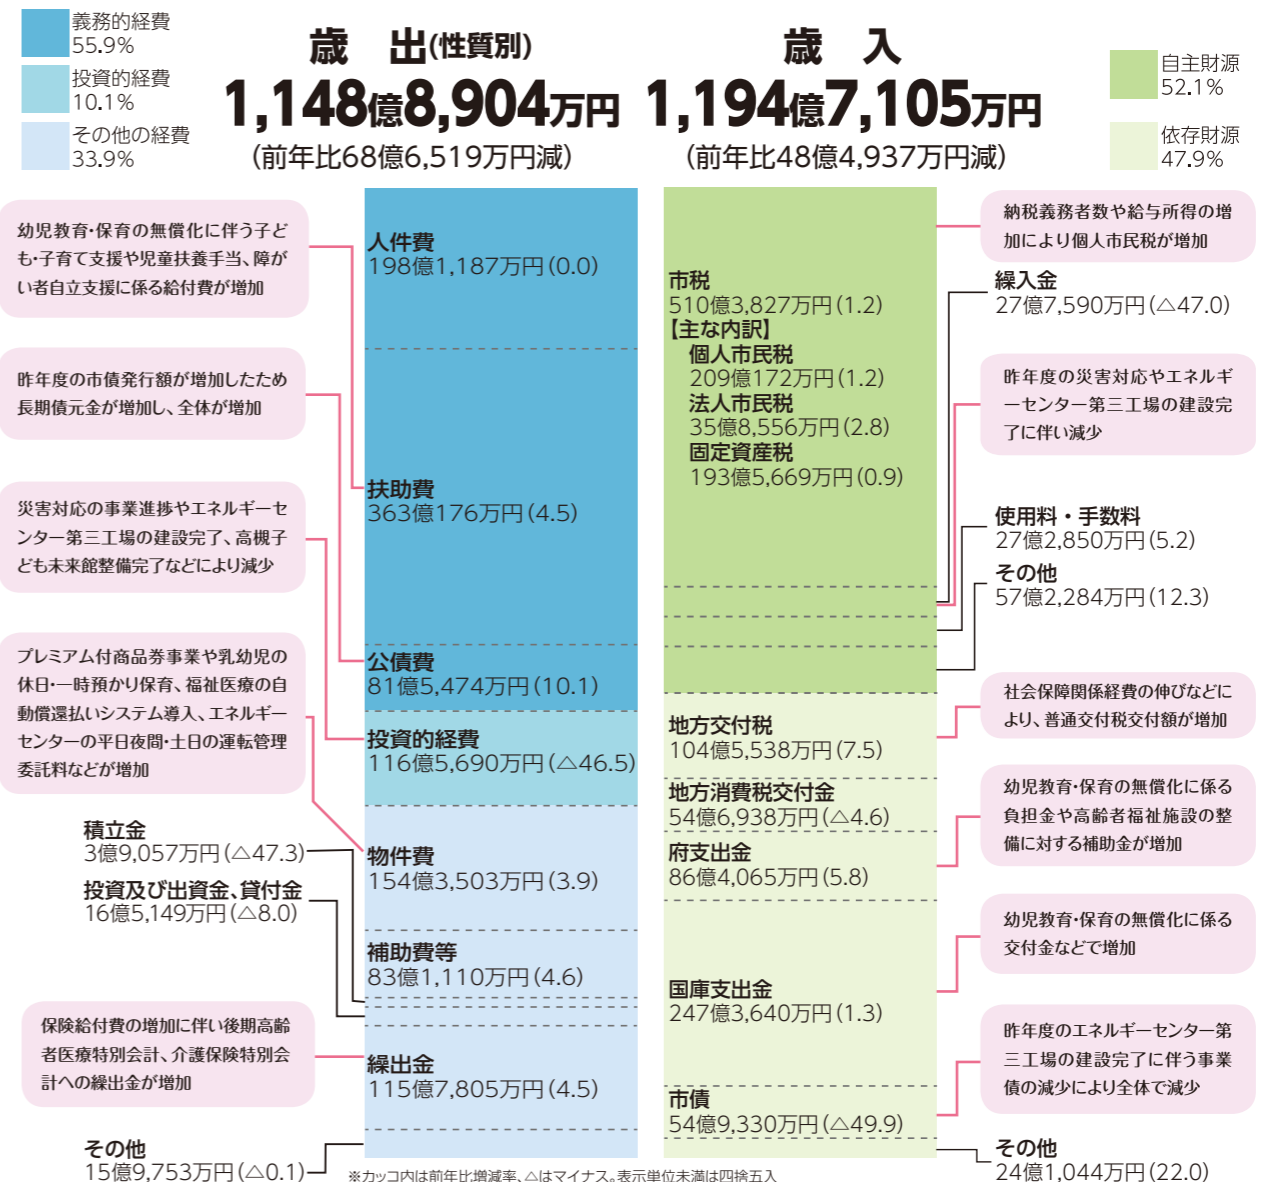 義務的経費
55.9%
投資的経費
10.1%
その他の経費
33.9%
歳 出(性質別)
1,148億8,904万円
(前年比68億6,519万円減)
歳 入
1,194億7,105万円
(前年比48億4,937万円減)
自主財源
52.1%
依存財源
47.9%
幼児教育・保育の無償化に伴う子ど
も・子育て支援や児童扶養手当、障が
い者自立支援に係る給付費が増加
昨年度の市債発行額が増加したため
長期債元金が増加し、全体が増加
災害対応の事業進捗やエネルギーセ
ンター第三工場の建設完了、高槻子
ども未来館整備完了などにより減少
プレミアム付商品券事業や乳幼児の
休日・一時預かり保育、福祉医療の自
動償還払いシステム導入、エネルギー
センターの平日夜間・土日の運転管理
委託料などが増加
積立金
3億9,057万円(△47.3)
投資及び出資金、貸付金
16億5,149万円(△8.0)
保険給付費の増加に伴い後期高齢
者医療特別会計、介護保険特別会
計への繰出金が増加
その他
15億9,753万円(△0.1)
人件費
198億1,187万円(0.0)
扶助費
363億176万円(4.5)
公債費
81億5,474万円(10.1)
投資的経費
116億5,690万円(△46.5)
物件費
154億3,503万円(3.9)
補助費等
83億1,110万円(4.6)
繰出金
115億7,805万円(4.5)
市税
510億3,827万円(1.2)
【主な内訳】
個人市民税
209億172万円(1.2)
法人市民税
35億8,556万円(2.8)
固定資産税
193億5,669万円(0.9)
地方交付税
104億5,538万円(7.5)
地方消費税交付金
54億6,938万円(△4.6)
府支出金
86億4,065万円(5.8)
国庫支出金
247億3,640万円(1.3)
市債
54億9,330万円(△49.9)
納税義務者数や給与所得の増
加により個人市民税が増加
繰入金
27億7,590万円(△47.0)
昨年度の災害対応やエネルギ
ーセンター第三工場の建設完
了に伴い減少
使用料・手数料
27億2,850万円(5.2)
その他
57億2,284万円(12.3)
社会保障関係経費の伸びなどに
より、普通交付税交付額が増加
幼児教育・保育の無償化に係る
負担金や高齢者福祉施設の整
備に対する補助金が増加
幼児教育・保育の無償化に係る
交付金などで増加
昨年度のエネルギーセンター第
三工場の建設完了に伴う事業
債の減少により全体で減少
その他
24億1,044万円(22.0)
※カッコ内は前年比増減率、△はマイナス。表示単位未満は四捨五入